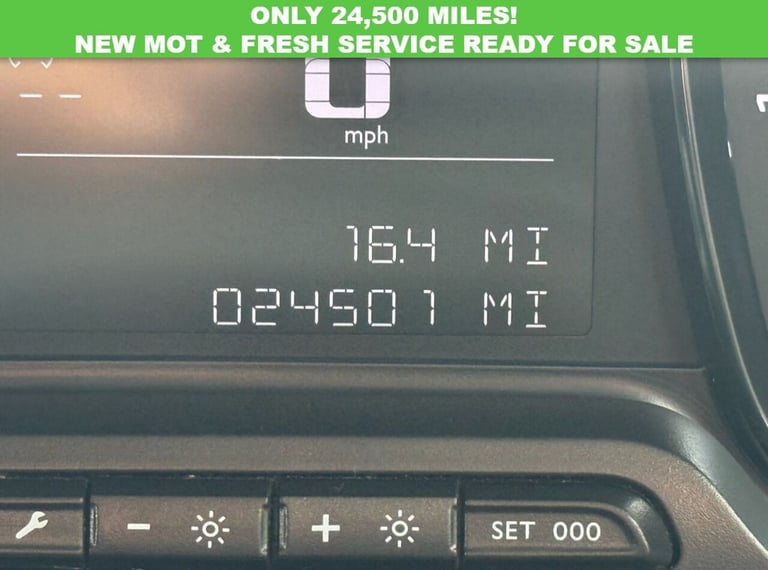 ONLY 24,500 MILES!
NEW MOT & FRESH SERVICE READY FOR SALE
0
mph
16.4 MI
024501 MI
SET 000